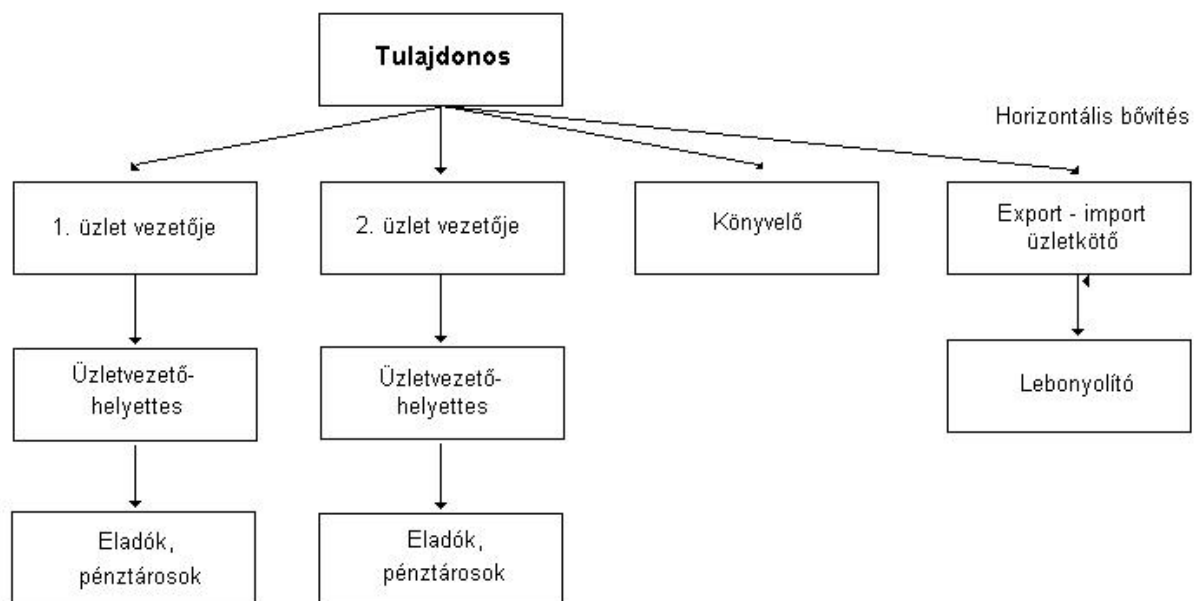 Tulajdonos
Horizontális bővítés
1. üzlet vezetője
2. üzlet vezetője
Könyvelő
Export - import
üzletkötő
Üzletvezető-
helyettes
Üzletvezető-
helyettes
Lebonyolító
Eladók,
pénztárosok
Eladók,
pénztárosok